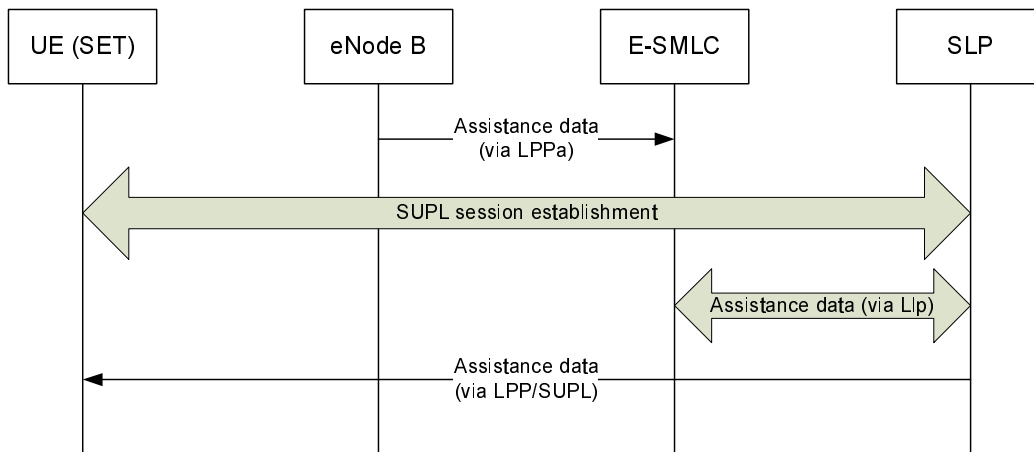 UE (SET)
eNode B
E-SMLC
SLP
Assistance data
(via LPPa)
SUPL session establishment
Assistance data (via Llp)
Assistance data
(via LPP/SUPL)